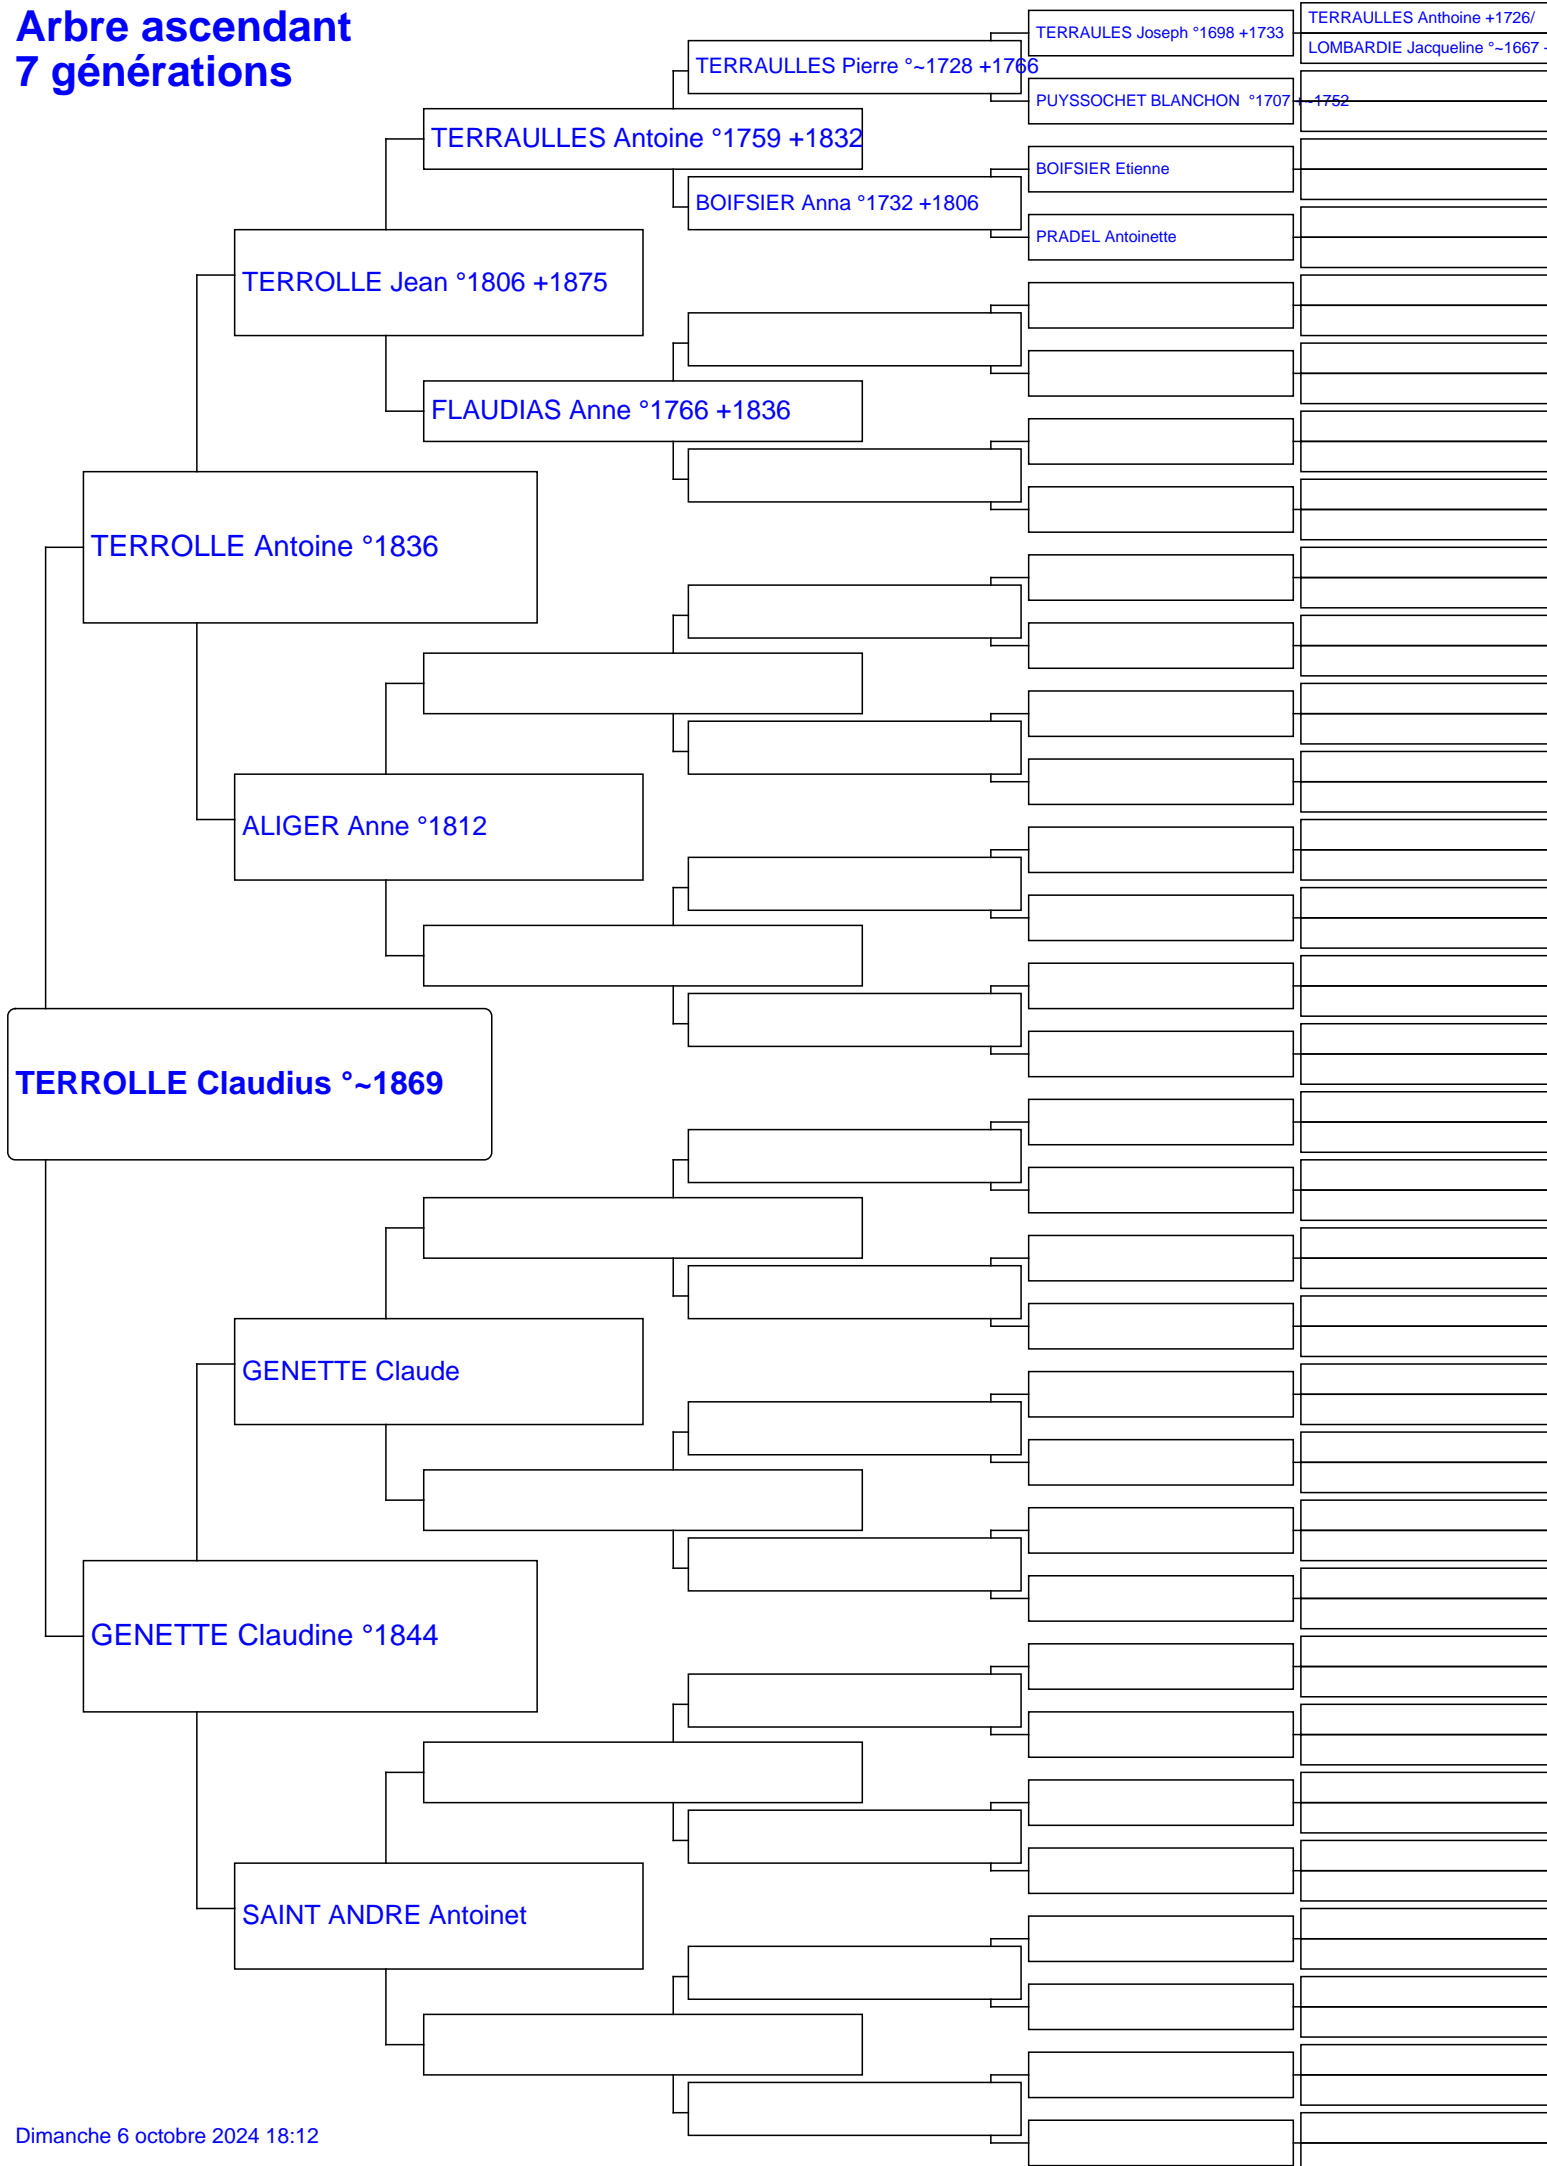 Arbre ascendant
7 générations
TERRAULES Joseph °1698 +1733
TERRAULLES Anthoine +1726/
LOMBARDIE Jacqueline °~1667 -
TERRAULLES Pierre °~1728 +1766
PUYSSOCHET BLANCHON °1707 +~1752
TERRAULLES Antoine °1759 +1832
BOIFSIER Etienne
BOIFSIER Anna °1732 +1806
PRADEL Antoinette
TERROLLE Jean °1806 +1875
FLAUDIAS Anne °1766 +1836
TERROLLE Antoine °1836
ALIGER Anne °1812
TERROLLE Claudius °~1869
GENETTE Claude
GENETTE Claudine °1844
SAINT ANDRE Antoinet
Dimanche 6 octobre 2024 18:12